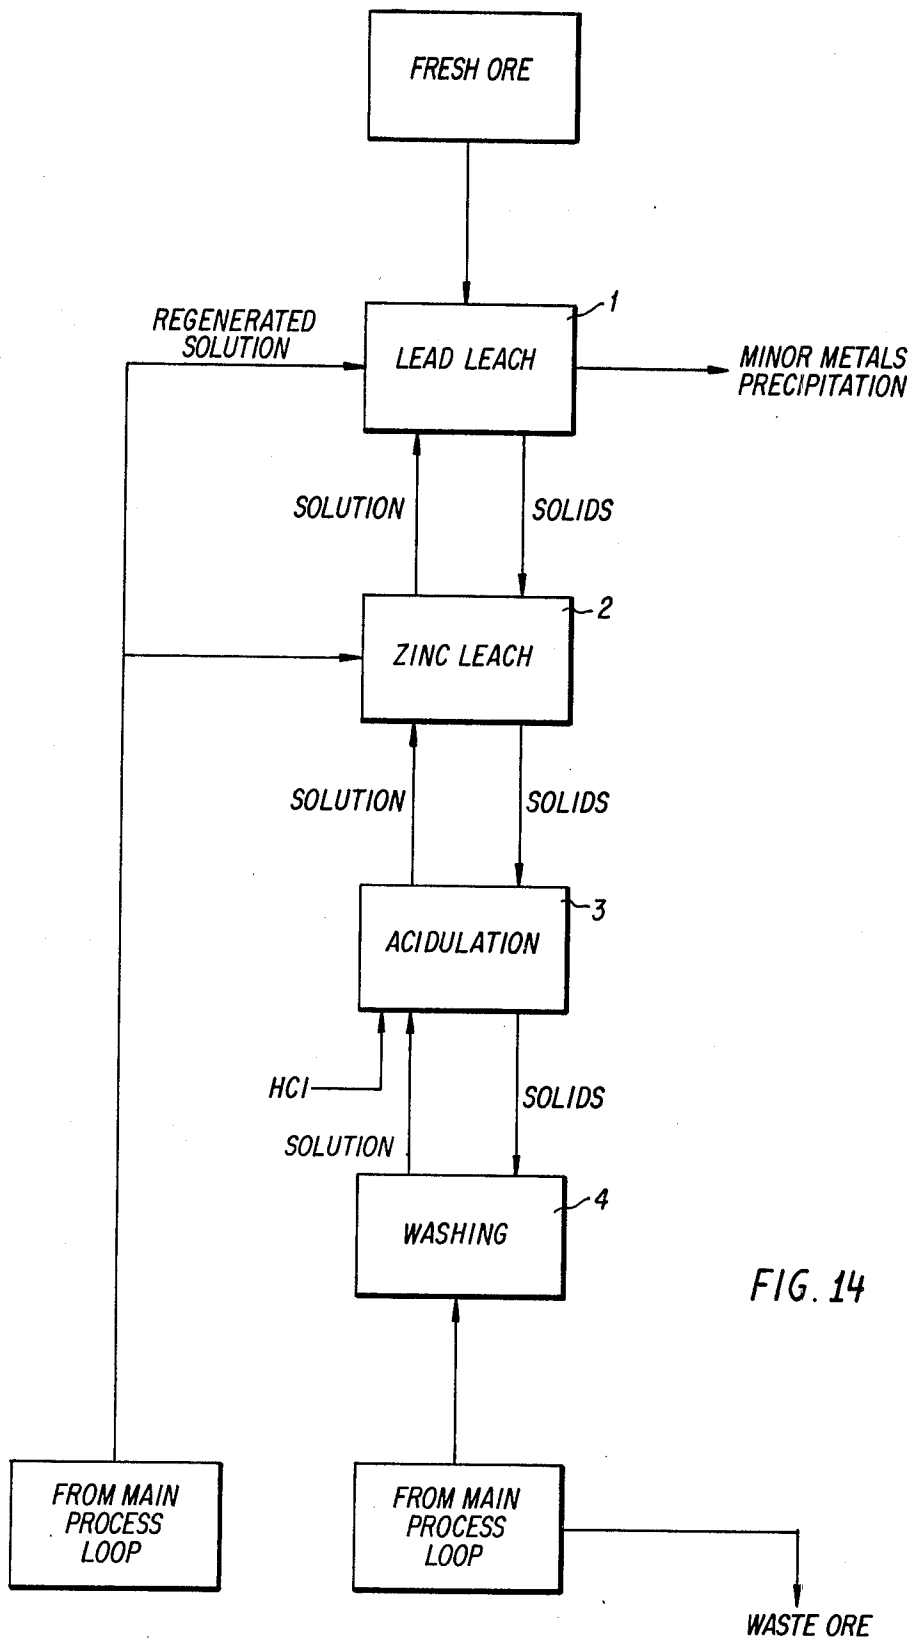 FRESH ORE
1
REGENERATED
SOLUTION
LEAD LEACH
MINOR METALS
PRECIPITATION
SOLUTION
SOLIDS
2
ZINC LEACH
SOLUTION
SOLIDS
3
ACIDULATION
HCl
SOLIDS
SOLUTION
4
WASHING
FIG. 14
FROM MAIN
PROCESS
LOOP
FROM MAIN
PROCESS
LOOP
WASTE ORE